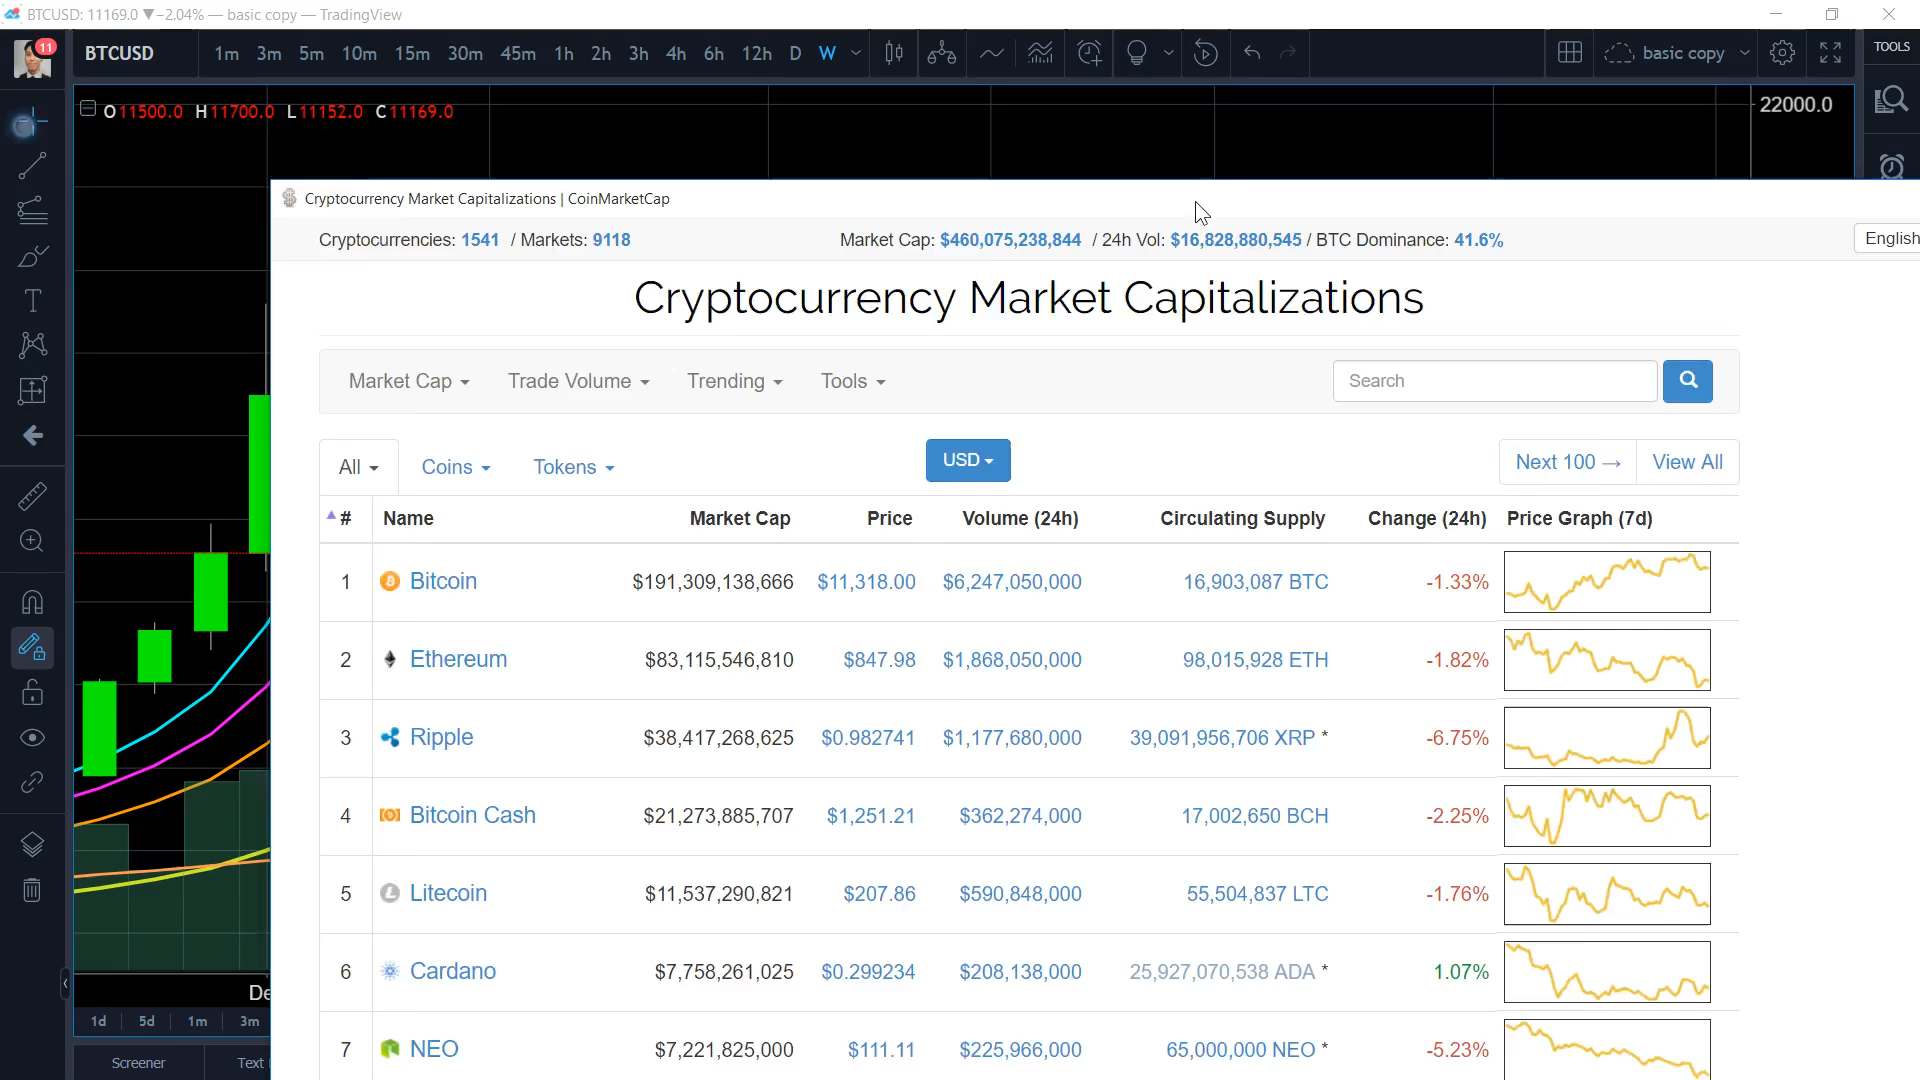 BTCUSD: 11169.0 ▼ −2.04% — basic copy — TradingView
11
BTCUSD 1m 3m 5m 10m 15m 30m 45m 1h 2h 3h 4h 6h 12h D W basic copy TOOLS
O11500.0 H11700.0 L11152.0 C11169.0
22000.0
Cryptocurrency Market Capitalizations | CoinMarketCap
Cryptocurrencies: 1541 / Markets: 9118 Market Cap: $460,075,238,844 / 24h Vol: $16,828,880,545 / BTC Dominance: 41.6% English
Cryptocurrency Market Capitalizations
Market Cap Trade Volume Trending Tools Search
All Coins Tokens USD Next 100 → View All
# Name Market Cap Price Volume (24h) Circulating Supply Change (24h) Price Graph (7d)
1 Bitcoin $191,309,138,666 $11,318.00 $6,247,050,000 16,903,087 BTC -1.33%
2 Ethereum $83,115,546,810 $847.98 $1,868,050,000 98,015,928 ETH -1.82%
3 Ripple $38,417,268,625 $0.982741 $1,177,680,000 39,091,956,706 XRP * -6.75%
4 Bitcoin Cash $21,273,885,707 $1,251.21 $362,274,000 17,002,650 BCH -2.25%
5 Litecoin $11,537,290,821 $207.86 $590,848,000 55,504,837 LTC -1.76%
6 Cardano $7,758,261,025 $0.299234 $208,138,000 25,927,070,538 ADA * 1.07%
7 NEO $7,221,825,000 $111.11 $225,966,000 65,000,000 NEO * -5.23%
De
1d 5d 1m 3m
Screener Text